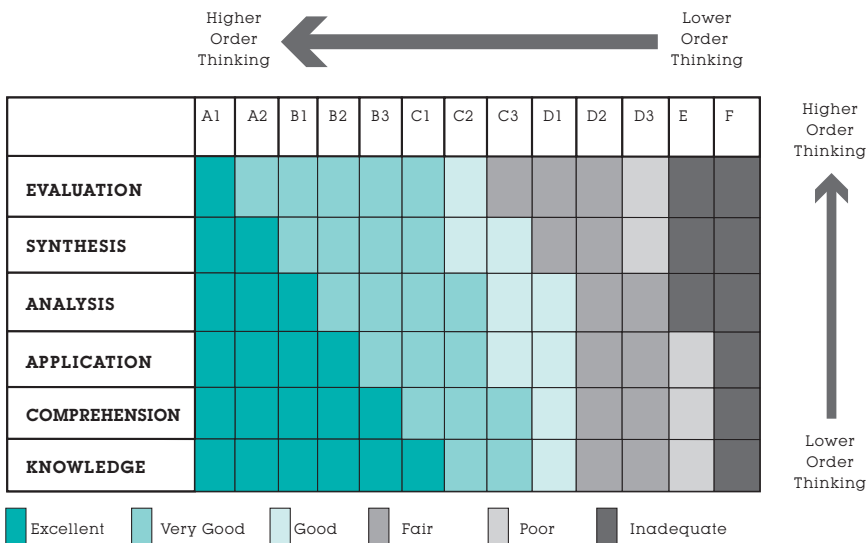 Higher
Order
Thinking
Lower
Order
Thinking
A1 A2 B1 B2 B3 C1 C2 C3 D1 D2 D3 E F
EVALUATION
SYNTHESIS
ANALYSIS
APPLICATION
COMPREHENSION
KNOWLEDGE
Higher
Order
Thinking
Lower
Order
Thinking
Excellent Very Good Good Fair Poor Inadequate